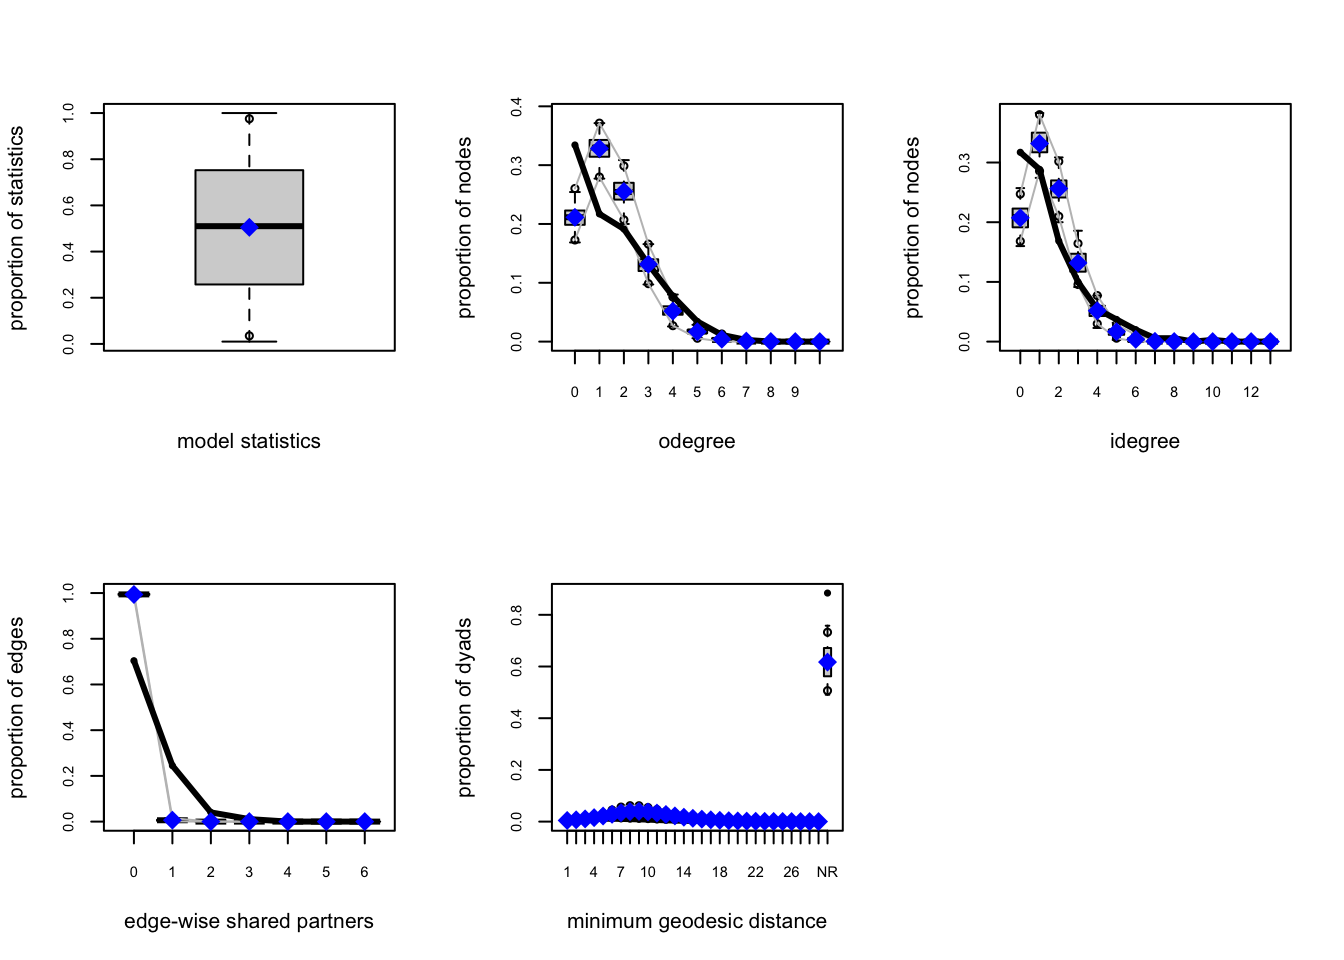 proportion of statistics
0.0 0.2 0.4 0.6 0.8 1.0
model statistics
proportion of nodes
0.0 0.1 0.2 0.3 0.4
0 1 2 3 4 5 6 7 8 9
odegree
proportion of nodes
0.0 0.1 0.2 0.3
0 2 4 6 8 10 12
idegree
proportion of edges
0.0 0.2 0.4 0.6 0.8 1.0
0 1 2 3 4 5 6
edge-wise shared partners
proportion of dyads
0.0 0.2 0.4 0.6 0.8
1 4 7 10 14 18 22 26 NR
minimum geodesic distance